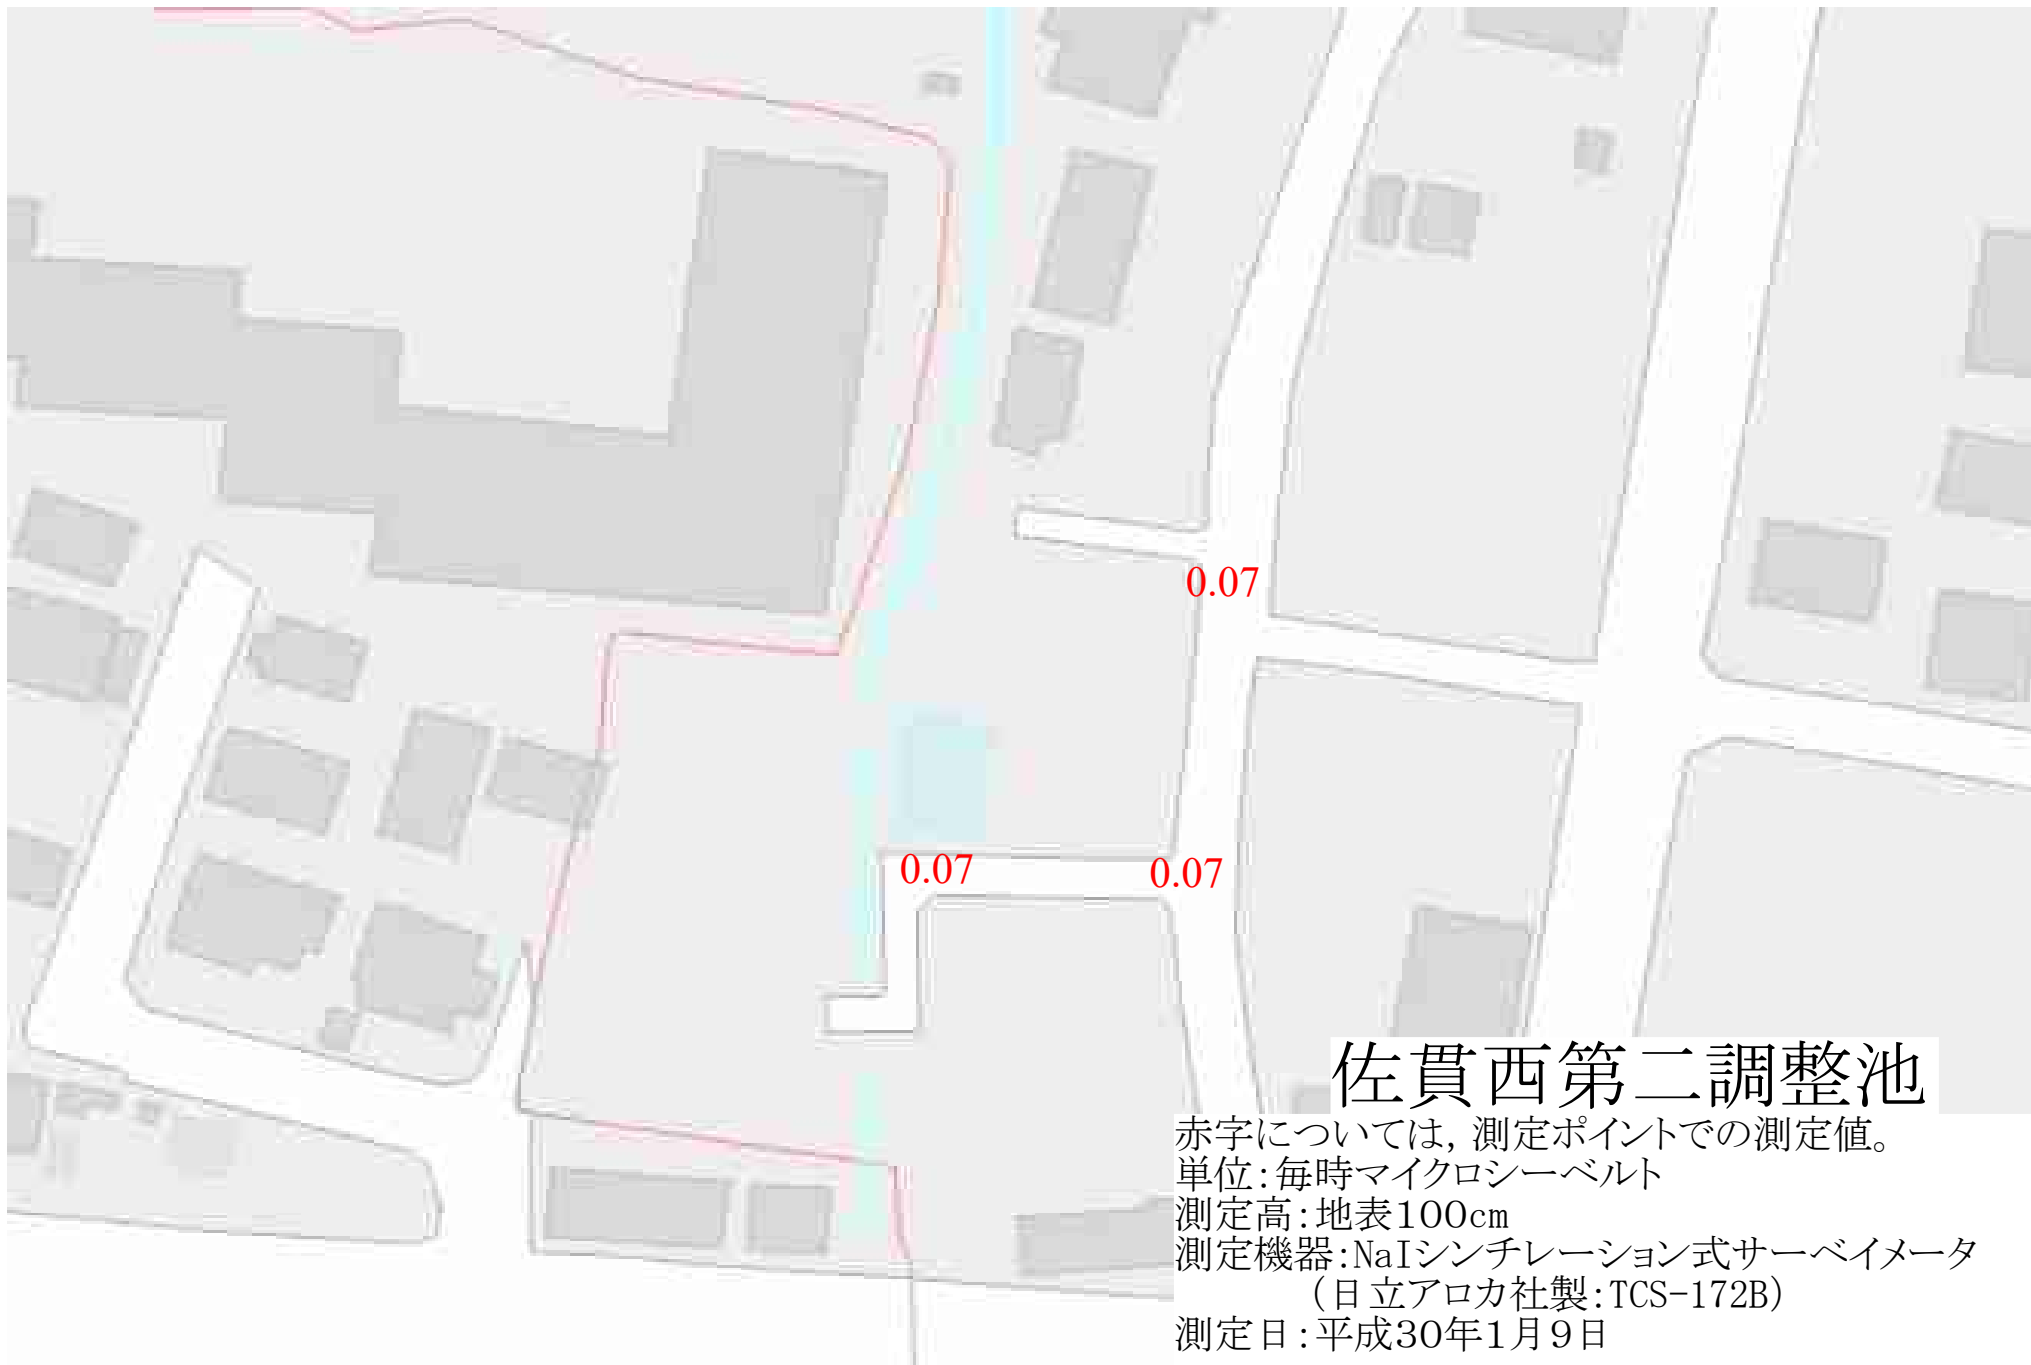 0.07
0.07
0.07
佐貫西第二調整池
赤字については，測定ポイントでの測定値。
単位：毎時マイクロシーベルト
測定高：地表１００cm
測定機器：NaIシンチレーション式サーベイメータ
（日立アロカ社製：TCS-172B）
測定日：平成３０年１月９日